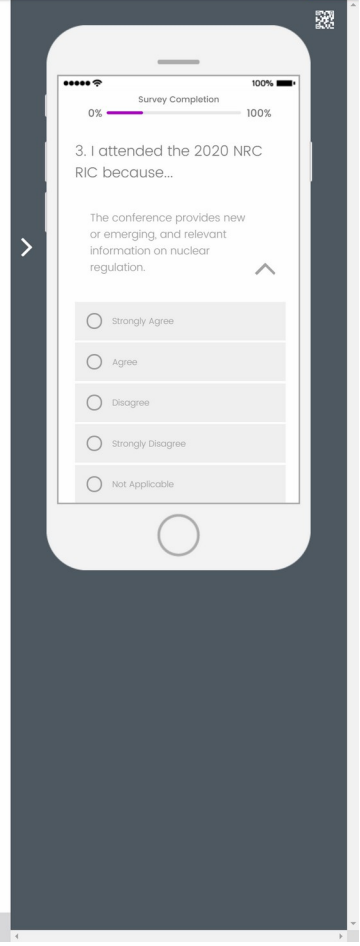 100%
Survey Completion
0% 100%
3. I attended the 2020 NRC
RIC because...
The conference provides new
or emerging, and relevant
information on nuclear
regulation.
Strongly Agree
Agree
Disagree
Strongly Disagree
Not Applicable